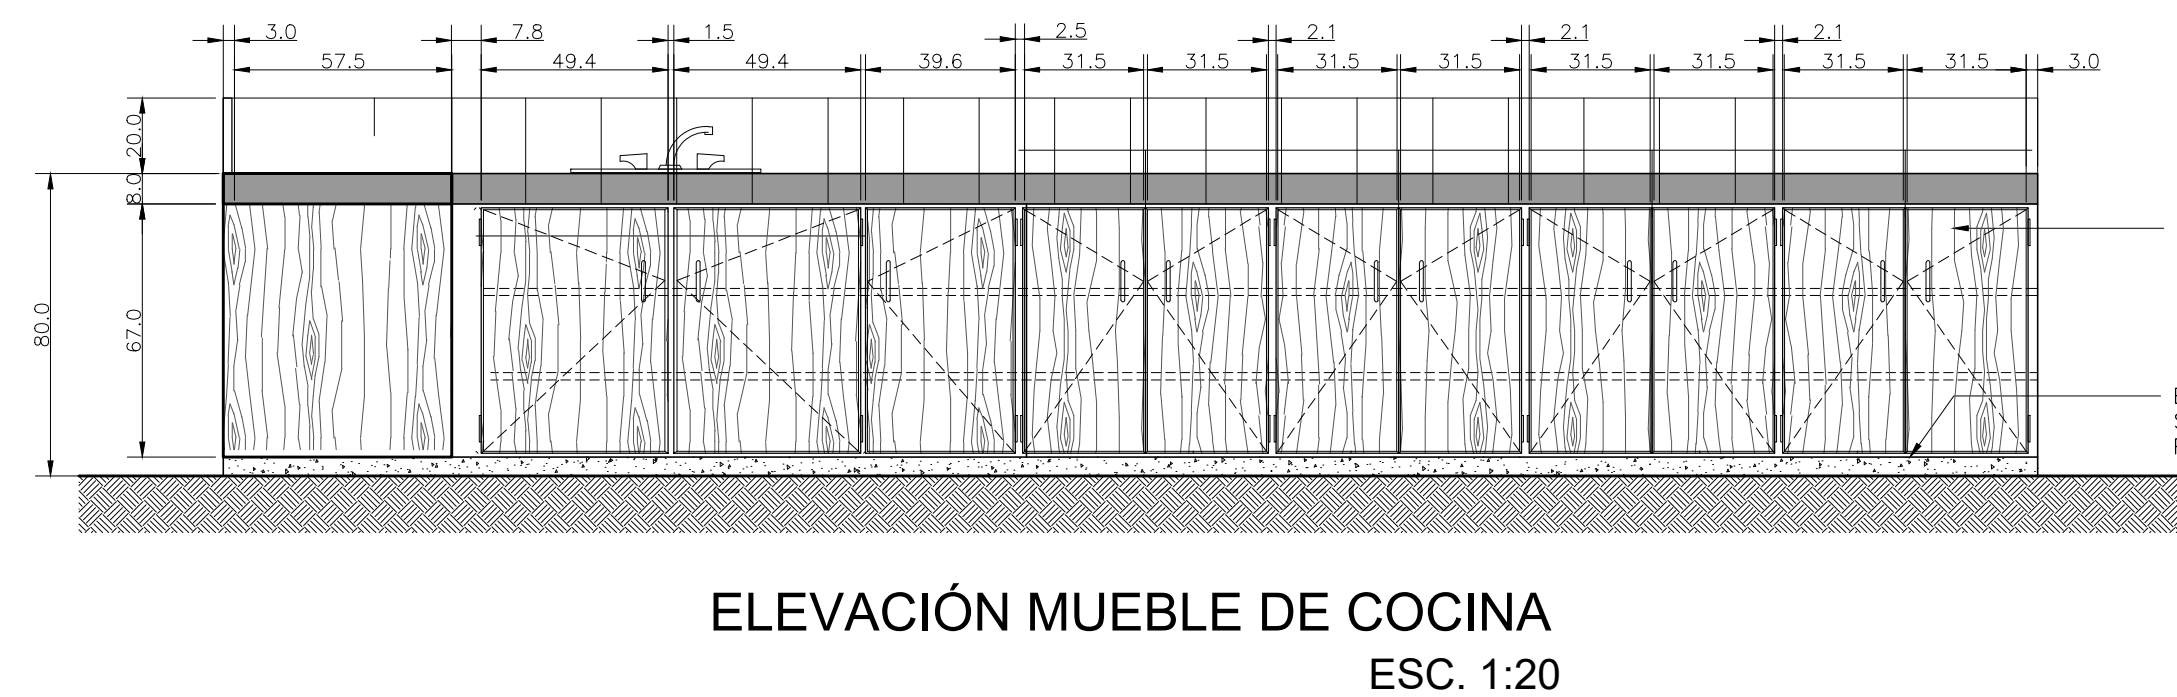 3.0 7.8 1.5 2.5 2.1 2.1 2.1
57.5 49.4 49.4 39.6 31.5 31.5 31.5 31.5 31.5 31.5 31.5 31.5 3.0
20.0
8.0
67.0
80.0
ELEVACIÓN MUEBLE DE COCINA
ESC. 1:20